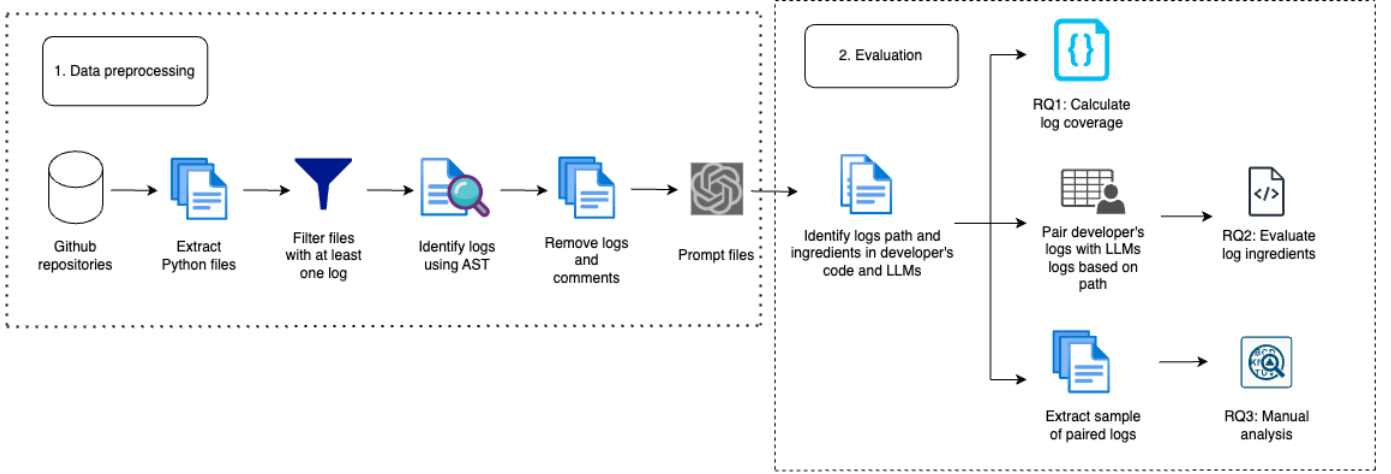 1. Data preprocessing
Github
repositories
Extract
Python files
Filter files
with at least
one log
Identify logs
using AST
Remove logs
and
comments
Prompt files
2. Evaluation
Identify logs path and
ingredients in developer's
code and LLMs
{}
RQ1: Calculate
log coverage
Pair developer's
logs with LLMs
logs based on
path
</>
RQ2: Evaluate
log ingredients
Extract sample
of paired logs
RQ3: Manual
analysis